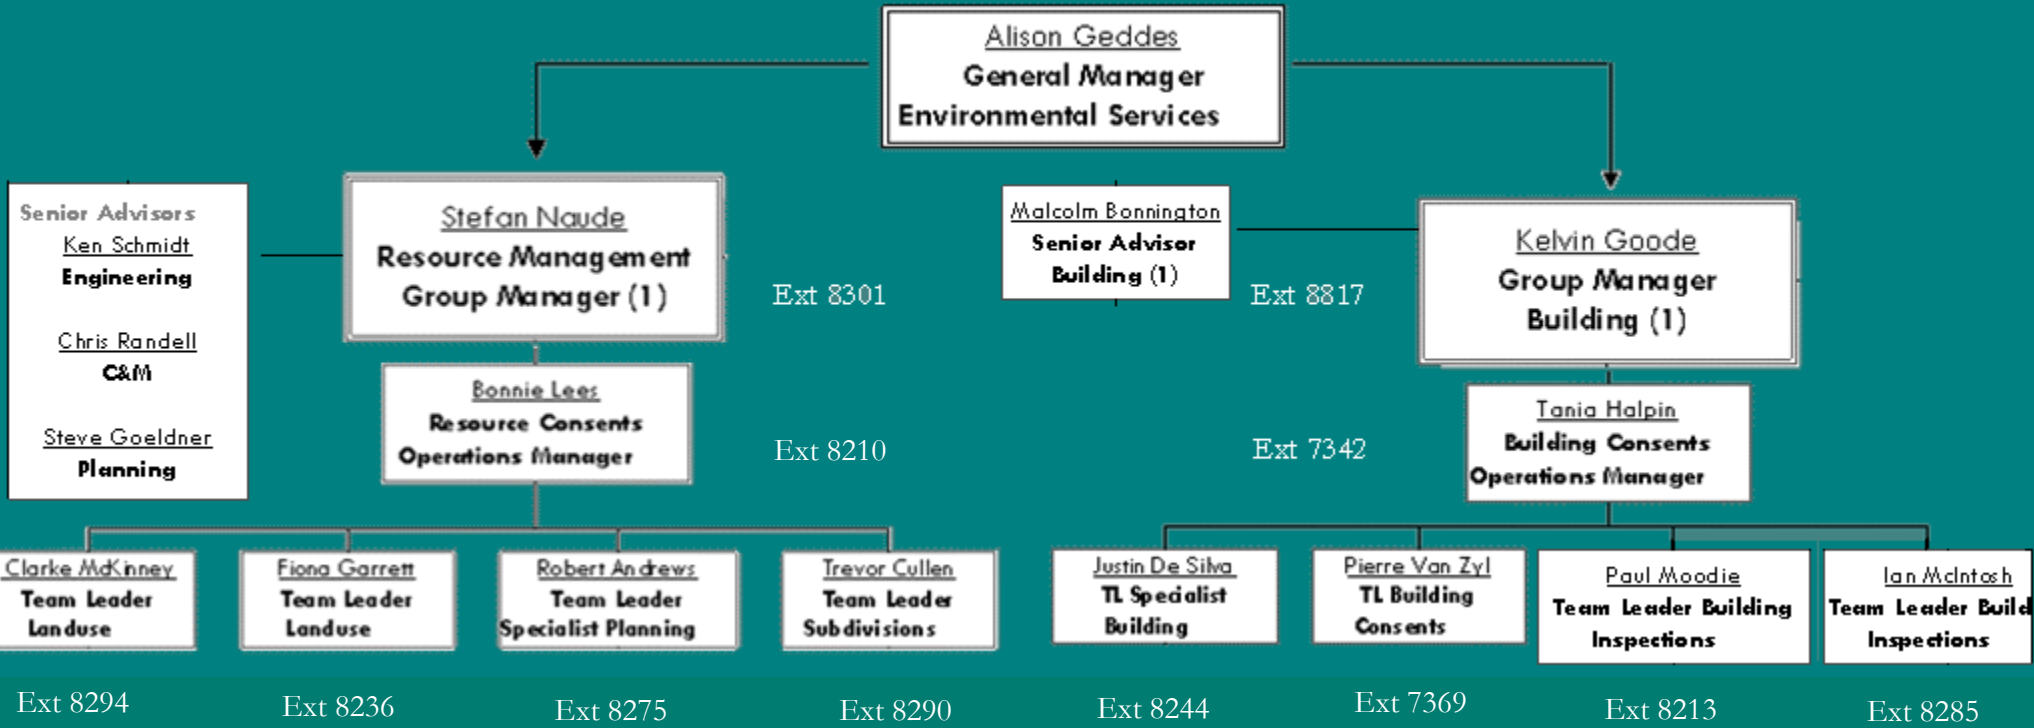 Alison Geddes
General Manager
Environmental Services
Senior Advisors
Ken Schmidt
Engineering
Chris Randell
C&M
Steve Goeldner
Planning
Stefan Naude
Resource Management
Group Manager (1)
Ext 8301
Malcolm Bonnington
Senior Advisor
Building (1)
Ext 8817
Kelvin Goode
Group Manager
Building (1)
Bonnie Lees
Resource Consents
Operations Manager
Ext 8210
Ext 7342
Tania Halpin
Building Consents
Operations Manager
Clarke McKinney
Team Leader
Landuse
Fiona Garrett
Team Leader
Landuse
Robert Andrews
Team Leader
Specialist Planning
Trevor Cullen
Team Leader
Subdivisions
Justin De Silva
TL Specialist
Building
Pierre Van Zyl
TL Building
Consents
Paul Moodie
Team Leader Building
Inspections
Ian McIntosh
Team Leader Build
Inspections
Ext 8294
Ext 8236
Ext 8275
Ext 8290
Ext 8244
Ext 7369
Ext 8213
Ext 8285